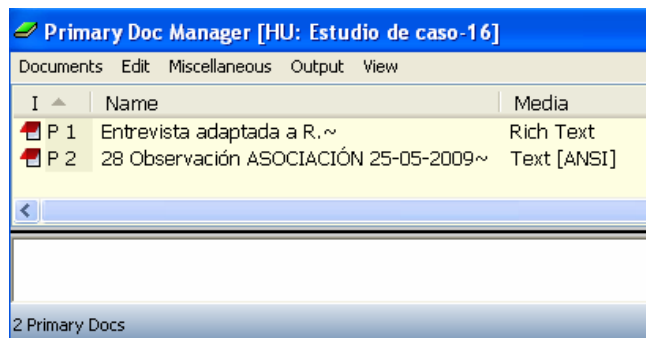 Primary Doc Manager [HU: Estudio de caso-16]
Documents Edit Miscellaneous Output View
I Name Media
P 1 Entrevista adaptada a R.~ Rich Text
P 2 28 Observación ASOCIACIÓN 25-05-2009~ Text [ANSI]
2 Primary Docs